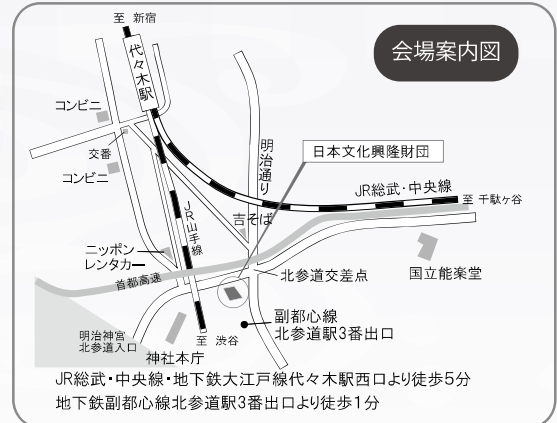 至 新宿
会場案内図
代々木駅
コンビニ
交番
コンビニ
明治通り
日本文化興隆財団
JR総武・中央線
至 千駄ヶ谷
JR山手線
吉そば
ニッポン
レンタカー
首都高速
北参道交差点
国立能楽堂
明治神宮
北参道入口
神社本庁
至 渋谷
副都心線
北参道駅3番出口
JR総武・中央線・地下鉄大江戸線代々木駅西口より徒歩5分
地下鉄副都心線北参道駅3番出口より徒歩1分